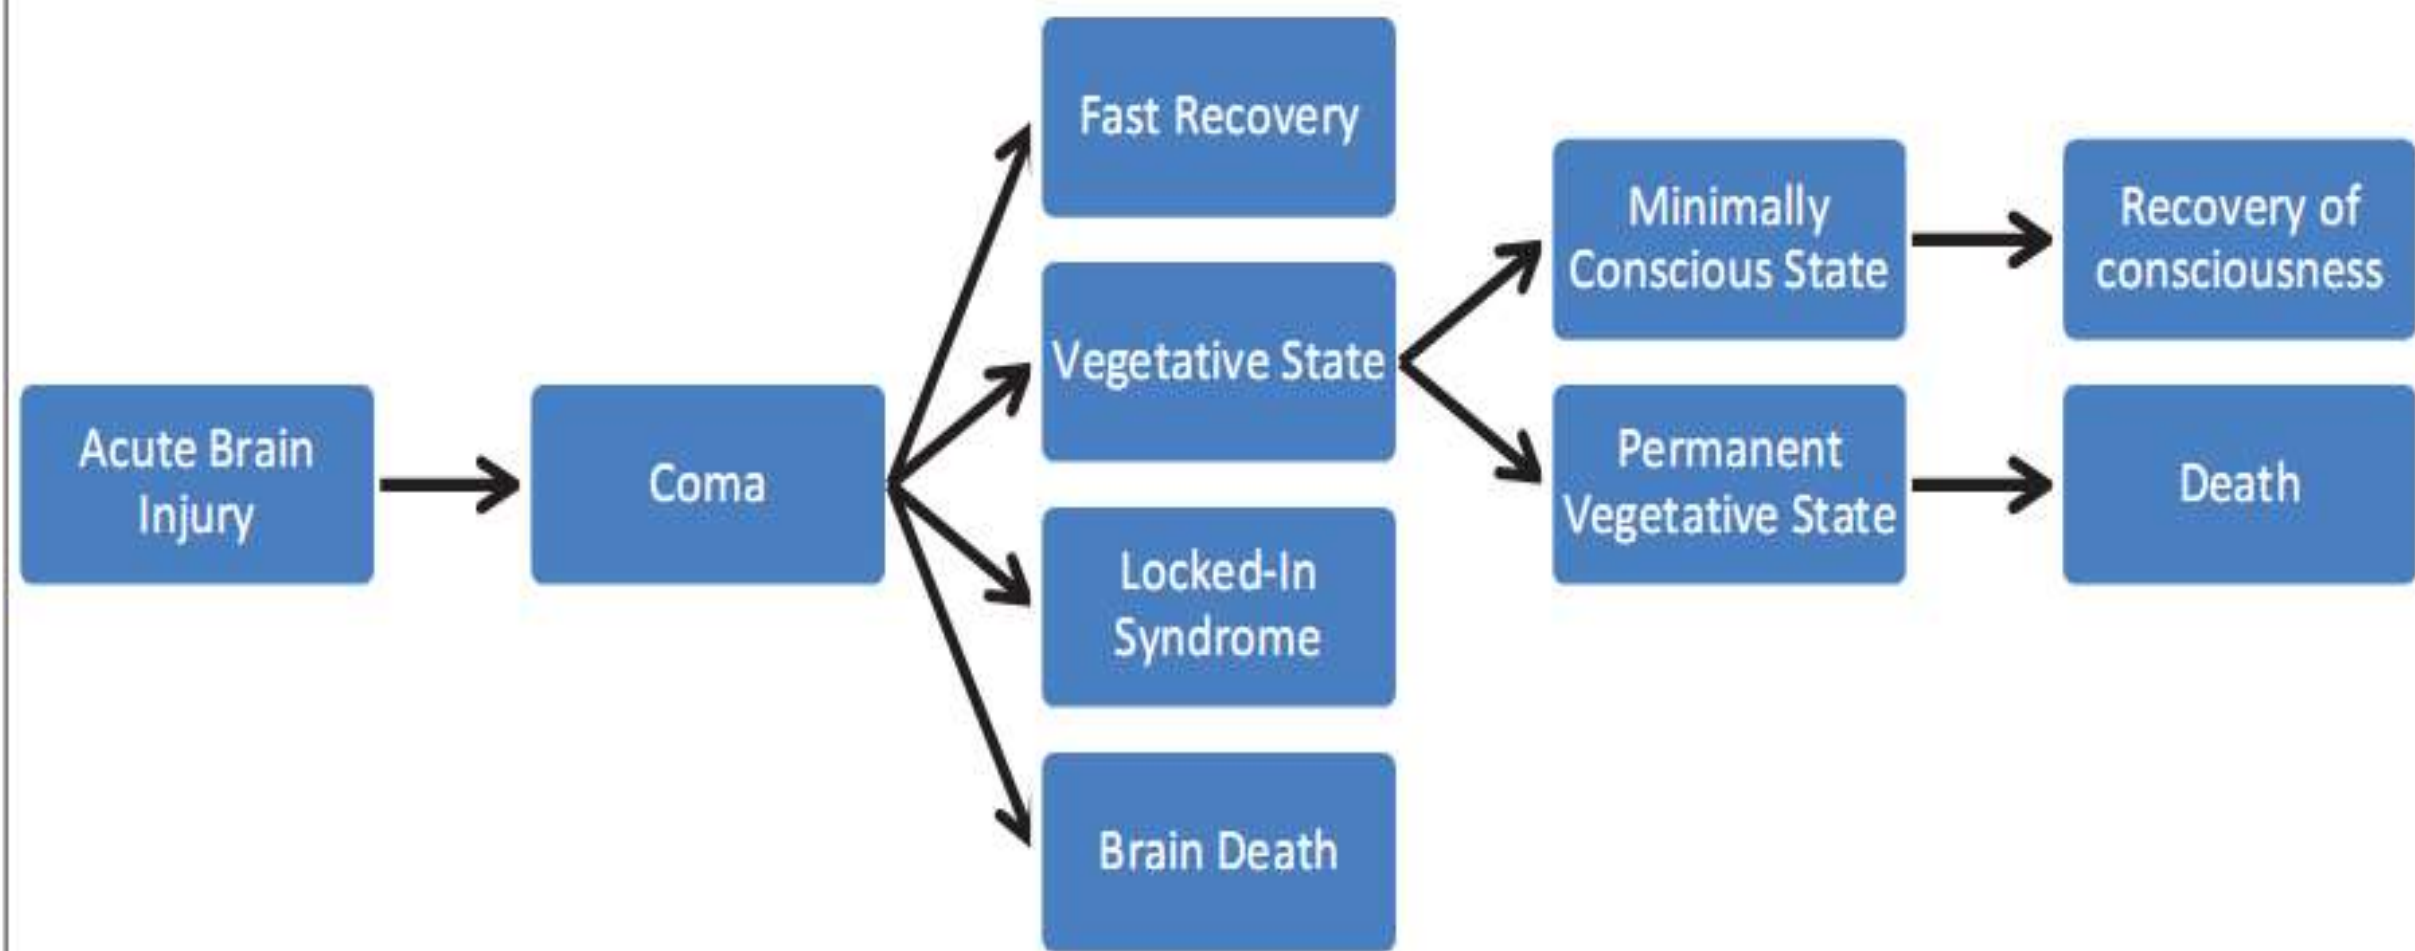 Acute Brain
Injury
Coma
Fast Recovery
Vegetative State
Locked-In
Syndrome
Brain Death
Minimally
Conscious State
Permanent
Vegetative State
Recovery of
consciousness
Death